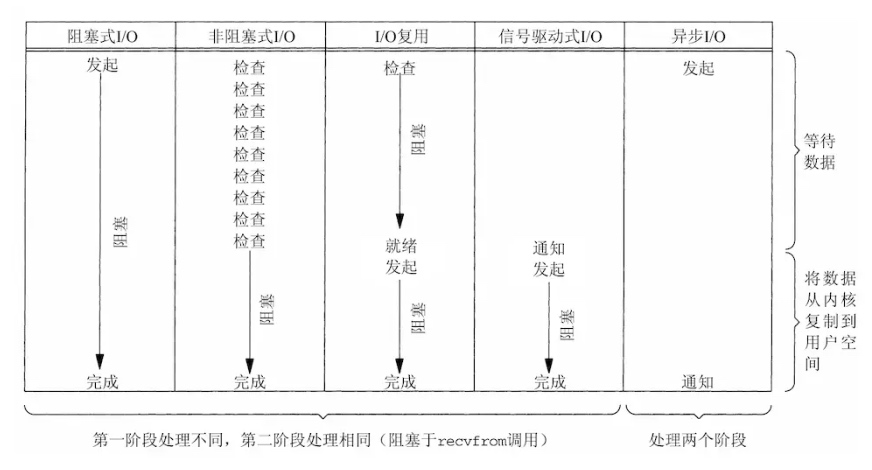 阻塞式I/O 非阻塞式I/O I/O复用 信号驱动式I/O 异步I/O
发起 检查 检查 发起
检查
检查
检查
检查
检查
检查
检查
检查
阻塞
阻塞
等待
数据
就绪 通知
发起 发起
阻塞
阻塞
阻塞
将数据
从内核
复制到
用户空
间
完成 完成 完成 完成 通知
第一阶段处理不同，第二阶段处理相同（阻塞于recvfrom调用） 处理两个阶段